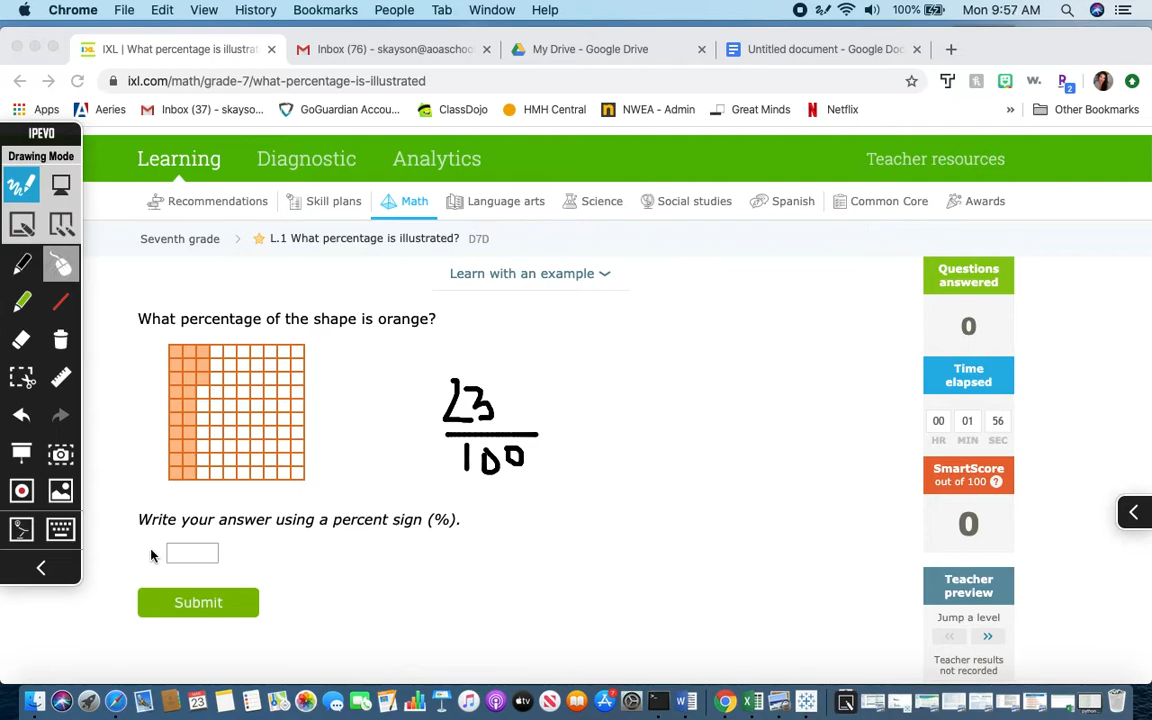 Chrome File Edit View History Bookmarks People Tab Window Help 100% Mon 9:57 AM
IXL | What percentage is illustrat Inbox (76) - skayson@aoaschoo My Drive - Google Drive Untitled document - Google Doc
ixl.com/math/grade-7/what-percentage-is-illustrated
Apps Aeries Inbox (37) - skayso... GoGuardian Accou... ClassDojo HMH Central NWEA - Admin Great Minds Netflix » Other Bookmarks
IPEVO
Drawing Mode
Learning Diagnostic Analytics Teacher resources
Recommendations Skill plans Math Language arts Science Social studies Spanish Common Core Awards
Seventh grade L.1 What percentage is illustrated? D7D
Learn with an example
What percentage of the shape is orange?
23
100
Write your answer using a percent sign (%).
Submit
Questions
answered
0
Time
elapsed
00 01 56
HR MIN SEC
SmartScore
out of 100 ?
0
Teacher
preview
Jump a level
<< >>
Teacher results
not recorded